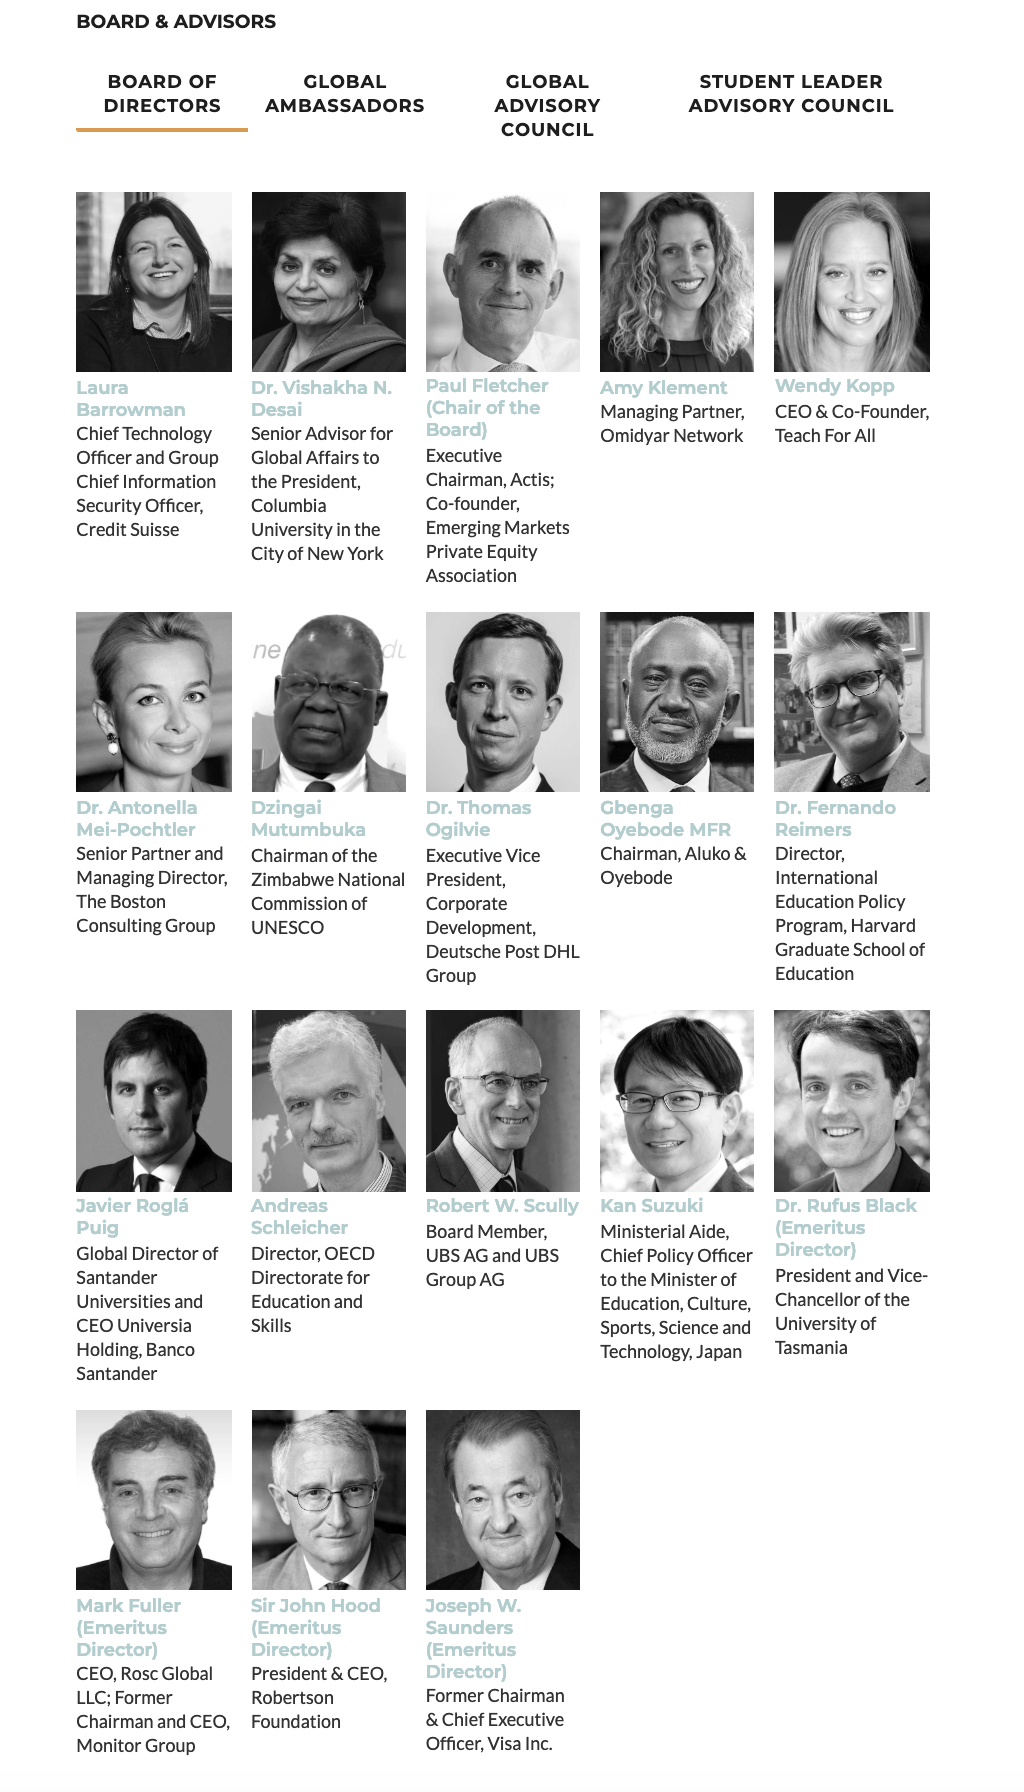 BOARD & ADVISORS
BOARD OF
DIRECTORS
GLOBAL
AMBASSADORS
GLOBAL
ADVISORY
COUNCIL
STUDENT LEADER
ADVISORY COUNCIL
Laura
Barrowman
Chief Technology
Officer and Group
Chief Information
Security Officer,
Credit Suisse
Dr. Vishakha N.
Desai
Senior Advisor for
Global Affairs to
the President,
Columbia
University in the
City of New York
Paul Fletcher
(Chair of the
Board)
Executive
Chairman, Actis;
Co-founder,
Emerging Markets
Private Equity
Association
Amy Klement
Managing Partner,
Omidyar Network
Wendy Kopp
CEO & Co-Founder,
Teach For All
ne
du
Dr. Antonella
Mei-Pochtler
Senior Partner and
Managing Director,
The Boston
Consulting Group
Dzingai
Mutumbuka
Chairman of the
Zimbabwe National
Commission of
UNESCO
Dr. Thomas
Ogilvie
Executive Vice
President,
Corporate
Development,
Deutsche Post DHL
Group
Gbenga
Oyebode MFR
Chairman, Aluko &
Oyebode
Dr. Fernando
Reimers
Director,
International
Education Policy
Program, Harvard
Graduate School of
Education
Javier Roglá
Puig
Global Director of
Santander
Universities and
CEO Universia
Holding, Banco
Santander
Andreas
Schleicher
Director, OECD
Directorate for
Education and
Skills
Robert W. Scully
Board Member,
UBS AG and UBS
Group AG
Kan Suzuki
Ministerial Aide,
Chief Policy Officer
to the Minister of
Education, Culture,
Sports, Science and
Technology, Japan
Dr. Rufus Black
(Emeritus
Director)
President and Vice-
Chancellor of the
University of
Tasmania
Mark Fuller
(Emeritus
Director)
CEO, Rosc Global
LLC; Former
Chairman and CEO,
Monitor Group
Sir John Hood
(Emeritus
Director)
President & CEO,
Robertson
Foundation
Joseph W.
Saunders
(Emeritus
Director)
Former Chairman
& Chief Executive
Officer, Visa Inc.